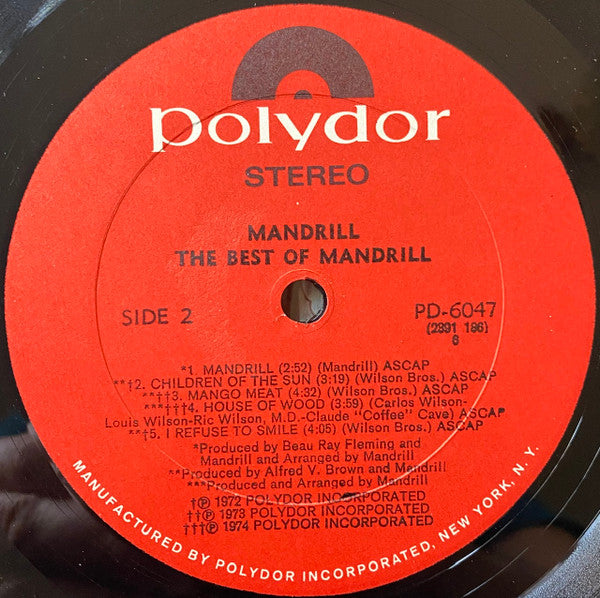 polydor
STEREO
MANDRILL
THE BEST OF MANDRILL
SIDE 2
PD-6047
(2391 186)
6
*1. MANDRILL (2:52) (Mandrill) ASCAP
**†2. CHILDREN OF THE SUN (3:19) (Wilson Bros.) ASCAP
**††3. MANGO MEAT (4:32) (Wilson Bros.) ASCAP
***†††4. HOUSE OF WOOD (3:59) (Carlos Wilson-
Louis Wilson-Ric Wilson, M.D.-Claude "Coffee" Cave) ASCAP
**†5. I REFUSE TO SMILE (4:05) (Wilson Bros.) ASCAP
*Produced by Beau Ray Fleming and
Mandrill and Arranged by Mandrill
**Produced by Alfred V. Brown and Mandrill
***Produced and Arranged by Mandrill
†℗ 1972 POLYDOR INCORPORATED
††℗ 1973 POLYDOR INCORPORATED
†††℗ 1974 POLYDOR INCORPORATED
MANUFACTURED BY POLYDOR INCORPORATED, NEW YORK, N. Y.